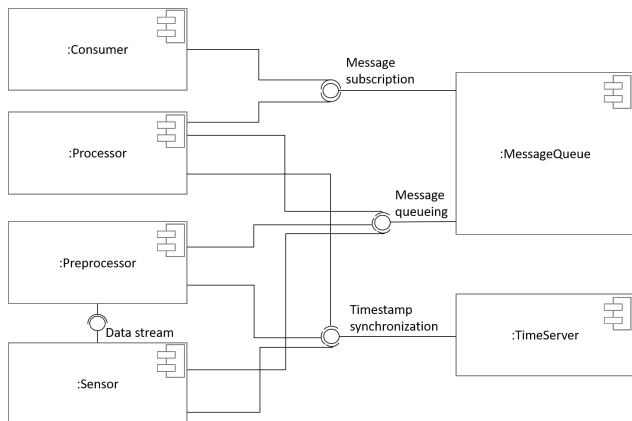 :Consumer
Message
subscription
:Processor
:MessageQueue
Message
queueing
:Preprocessor
Data stream
Timestamp
synchronization
:TimeServer
:Sensor